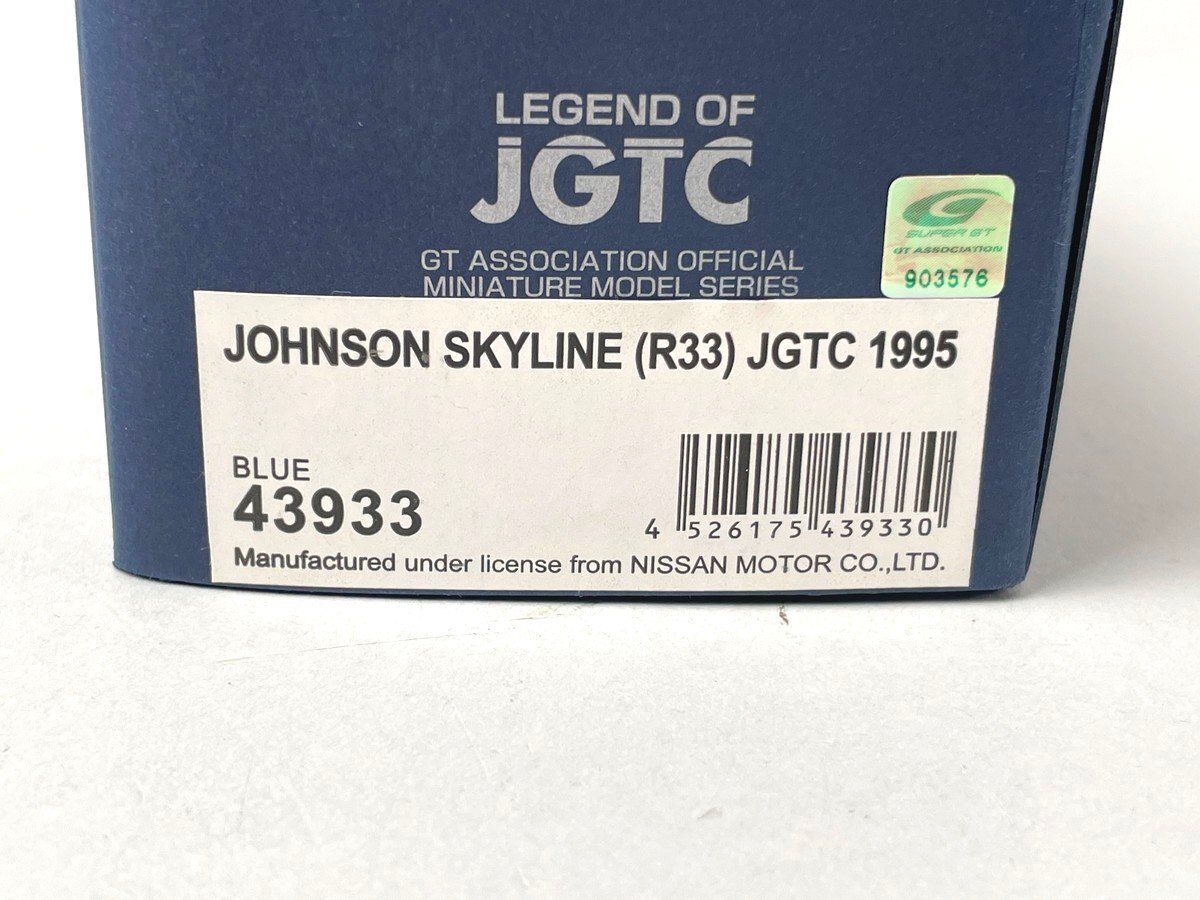 LEGEND OF
JGTC
GT ASSOCIATION OFFICIAL
MINIATURE MODEL SERIES
G
SUPER GT
GT ASSOCIATION
903576
JOHNSON SKYLINE (R33) JGTC 1995
BLUE
43933
4 526175 439330
Manufactured under license from NISSAN MOTOR CO.,LTD.